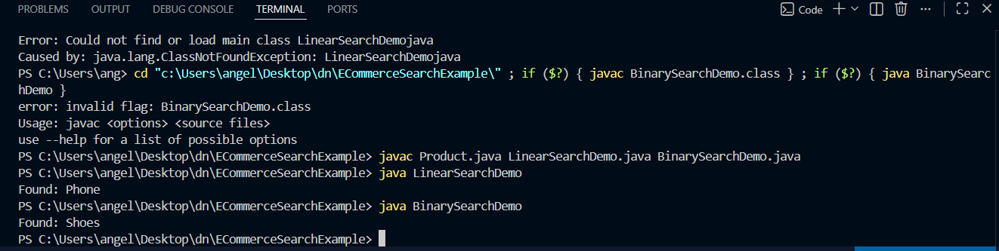 PROBLEMS OUTPUT DEBUG CONSOLE TERMINAL PORTS Code
Error: Could not find or load main class LinearSearchDemojava
Caused by: java.lang.ClassNotFoundException: LinearSearchDemojava
PS C:\Users\ang> cd "c:\Users\angel\Desktop\dn\ECommerceSearchExample\" ; if ($?) { javac BinarySearchDemo.class } ; if ($?) { java BinarySearc
hDemo }
error: invalid flag: BinarySearchDemo.class
Usage: javac <options> <source files>
use --help for a list of possible options
PS C:\Users\angel\Desktop\dn\ECommerceSearchExample> javac Product.java LinearSearchDemo.java BinarySearchDemo.java
PS C:\Users\angel\Desktop\dn\ECommerceSearchExample> java LinearSearchDemo
Found: Phone
PS C:\Users\angel\Desktop\dn\ECommerceSearchExample> java BinarySearchDemo
Found: Shoes
PS C:\Users\angel\Desktop\dn\ECommerceSearchExample>